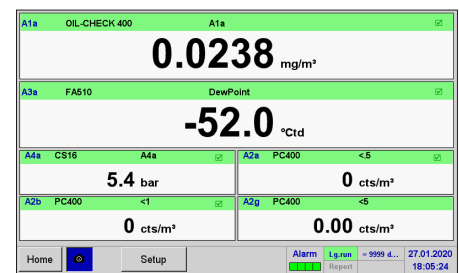 A1a OIL-CHECK 400 A1a
0.0238 mg/m³
A3a FA510 DewPoint
-52.0 °Ctd
A4a CS16 A4a
5.4 bar
A2a PC400 <.5
0 cts/m³
A2b PC400 <1
0 cts/m³
A2g PC400 <5
0.00 cts/m³
Home Setup
Alarm
Lg.run
Report
= 9999 d...
27.01.2020
18:05:24